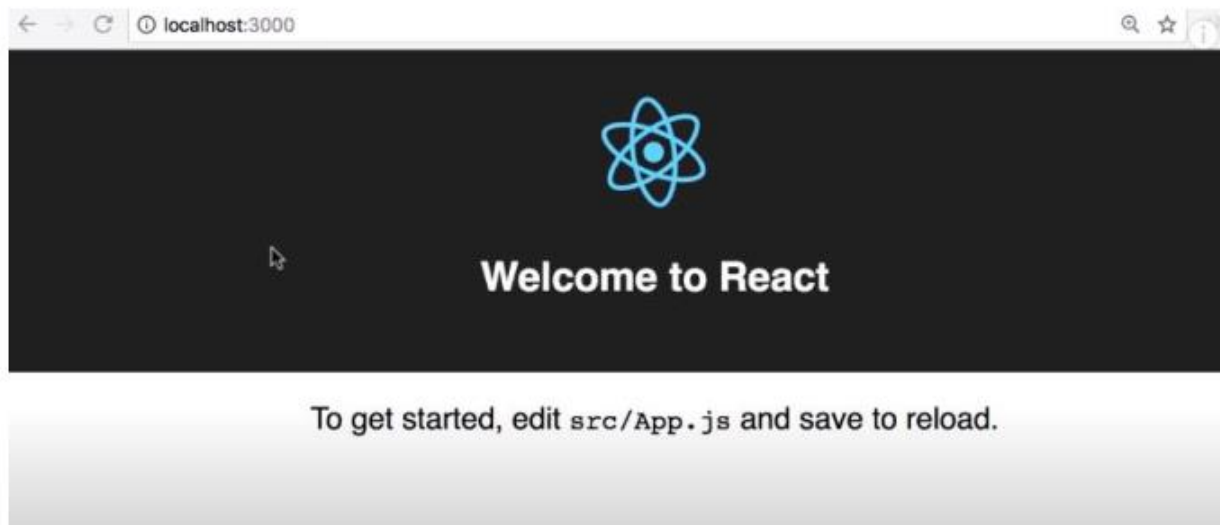 localhost:3000
Welcome to React
To get started, edit src/App.js and save to reload.